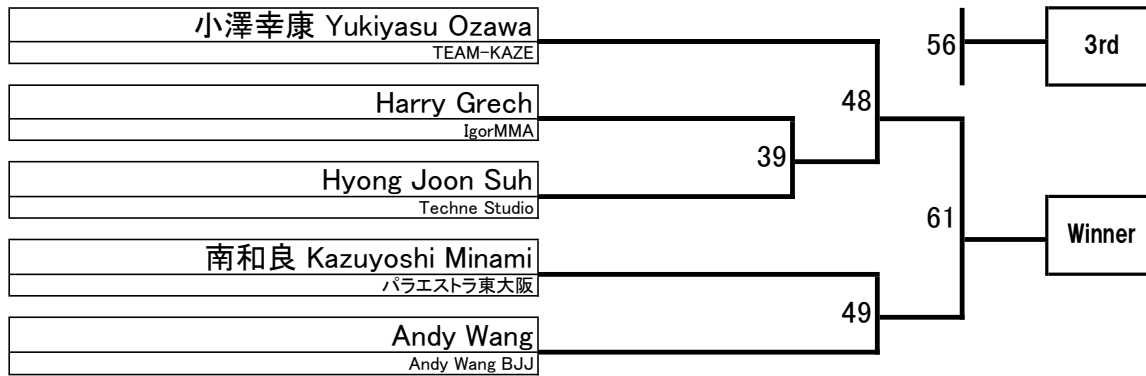 小澤幸康 Yukiyasu Ozawa
TEAM-KAZE
Harry Grech
IgorMMA
Hyong Joon Suh
Techne Studio
南和良 Kazuyoshi Minami
パラエストラ東大阪
Andy Wang
Andy Wang BJJ
39
48
49
56
61
3rd
Winner